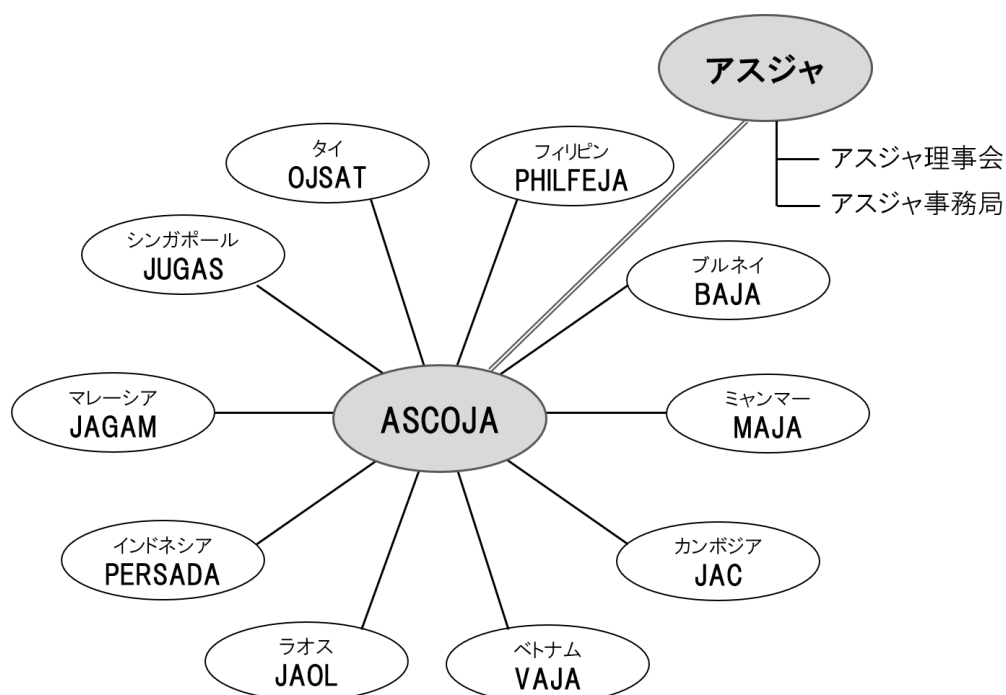 アスジャ
アスジャ理事会
アスジャ事務局
タイ
OJSAT
フィリピン
PHILFEJA
シンガポール
JUGAS
ブルネイ
BAJA
マレーシア
JAGAM
ASCOJA
ミャンマー
MAJA
インドネシア
PERSADA
カンボジア
JAC
ラオス
JAOL
ベトナム
VAJA